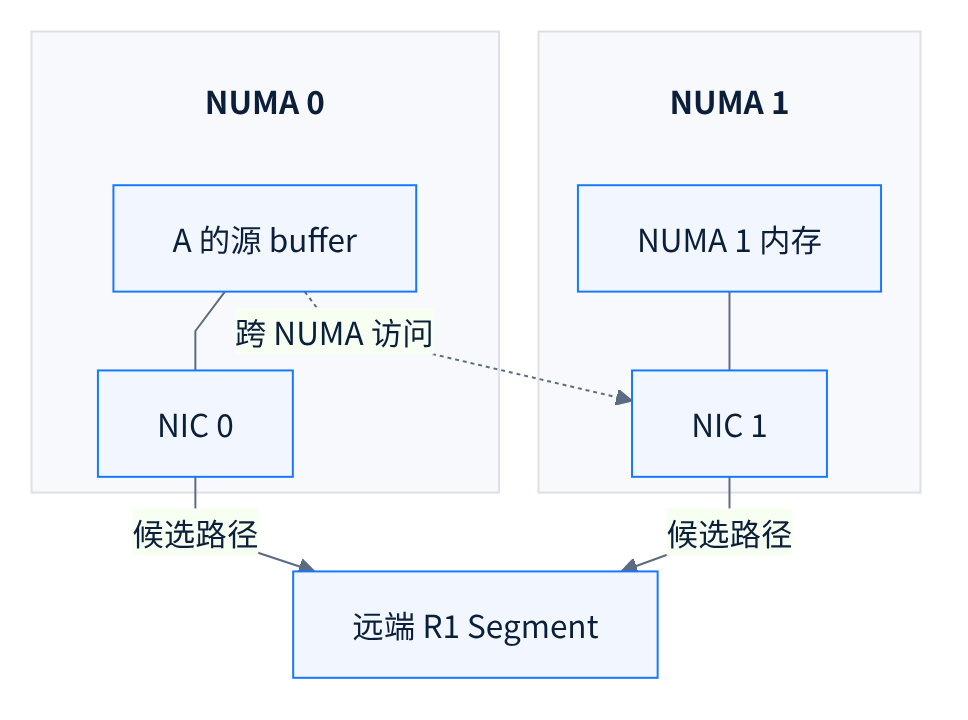 NUMA 0
NUMA 1
A 的源 buffer
NUMA 1 内存
跨 NUMA 访问
NIC 0
NIC 1
候选路径
候选路径
远端 R1 Segment